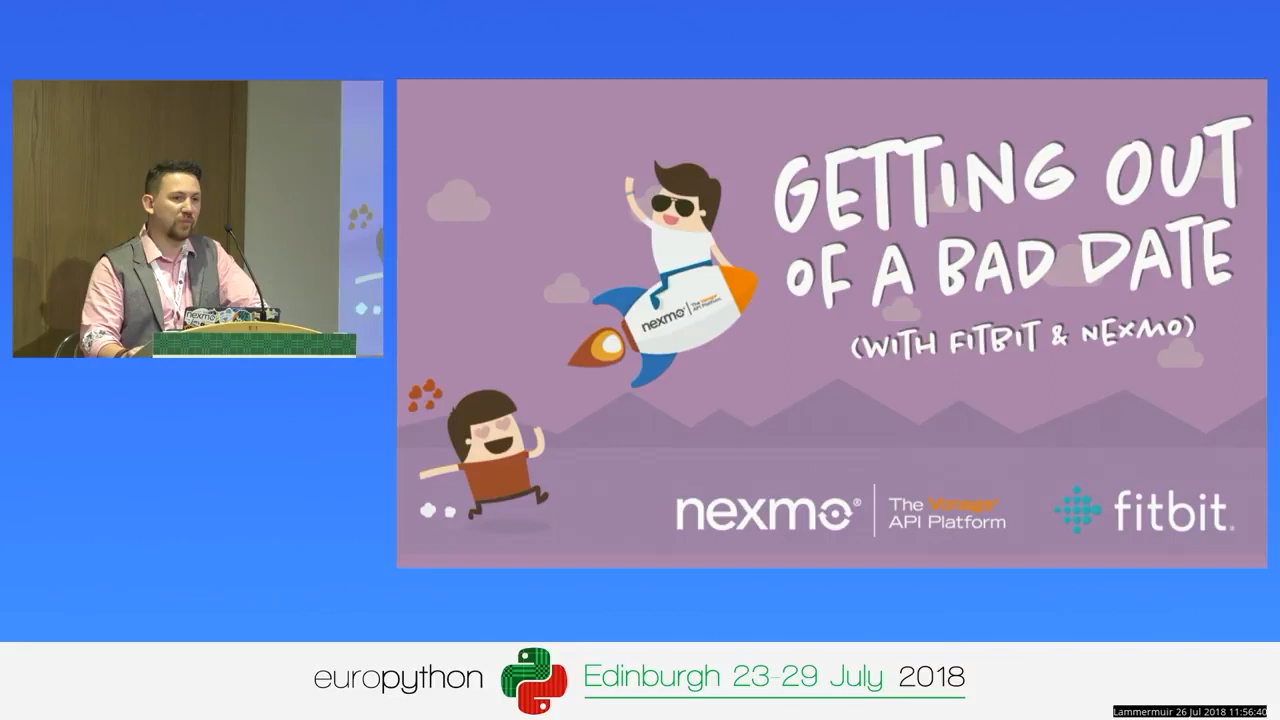 GETTING OUT
OF A BAD DATE
(WITH FITBIT & NEXMO)
nexmo | The Vonage API Platform
nexmo® | The Vonage
API Platform
fitbit®
nexmo
europython Edinburgh 23-29 July 2018
Lammermuir 26 Jul 2018 11:56:40